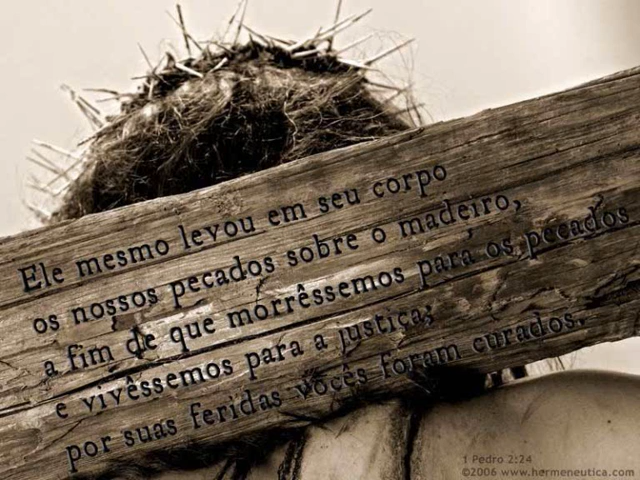 Ele mesmo levou em seu corpo
os nossos pecados sobre o madeiro,
a fim de que morrêssemos para os pecados
e vivêssemos para a justiça;
por suas feridas vocês foram curados.
1 Pedro 2:24
©2006 www.hermeneutica.com